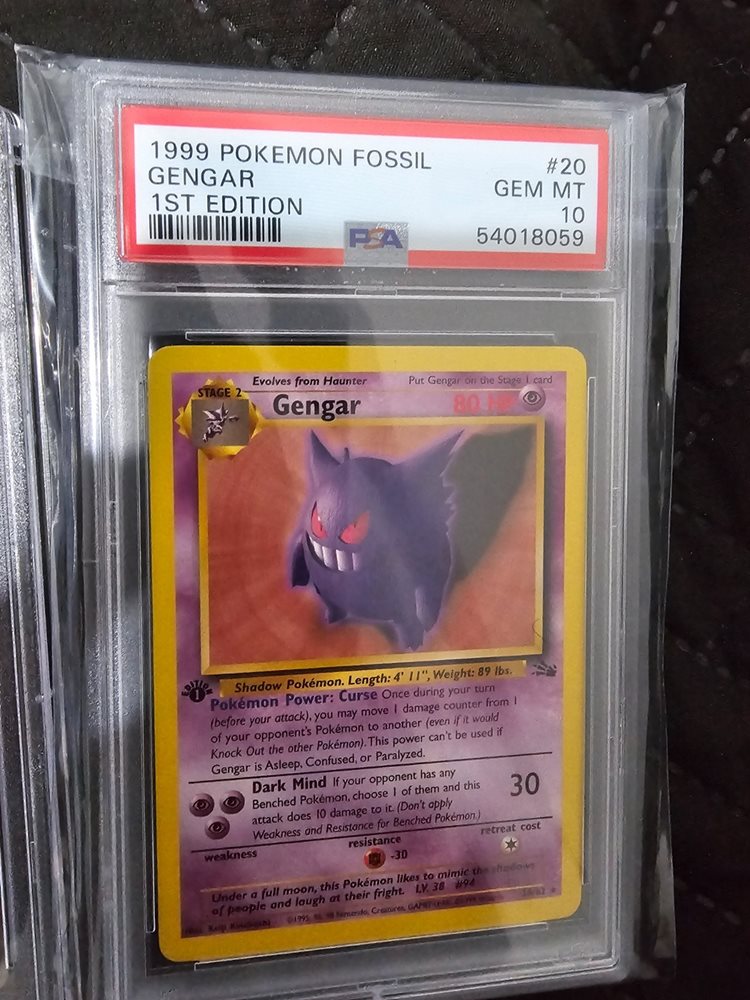 1999 POKEMON FOSSIL #20
GENGAR GEM MT
1ST EDITION 10
PSA 54018059
Evolves from Haunter Put Gengar on the Stage 1 card
STAGE 2 Gengar 80 HP
Shadow Pokémon. Length: 4' 11", Weight: 89 lbs.
EDITION 1
Pokémon Power: Curse Once during your turn
(before your attack), you may move 1 damage counter from 1
of your opponent's Pokémon to another (even if it would
Knock Out the other Pokémon). This power can't be used if
Gengar is Asleep, Confused, or Paralyzed.
Dark Mind If your opponent has any
Benched Pokémon, choose 1 of them and this 30
attack does 10 damage to it. (Don't apply
Weakness and Resistance for Benched Pokémon.)
weakness resistance retreat cost
-30
Under a full moon, this Pokémon likes to mimic the shadows
of people and laugh at their fright. LV. 38 #94
Nintendo, Creatures,